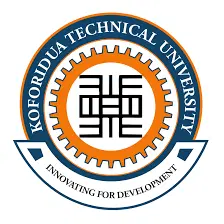 KOFORIDUA TECHNICAL UNIVERSITY
INNOVATING FOR DEVELOPMENT